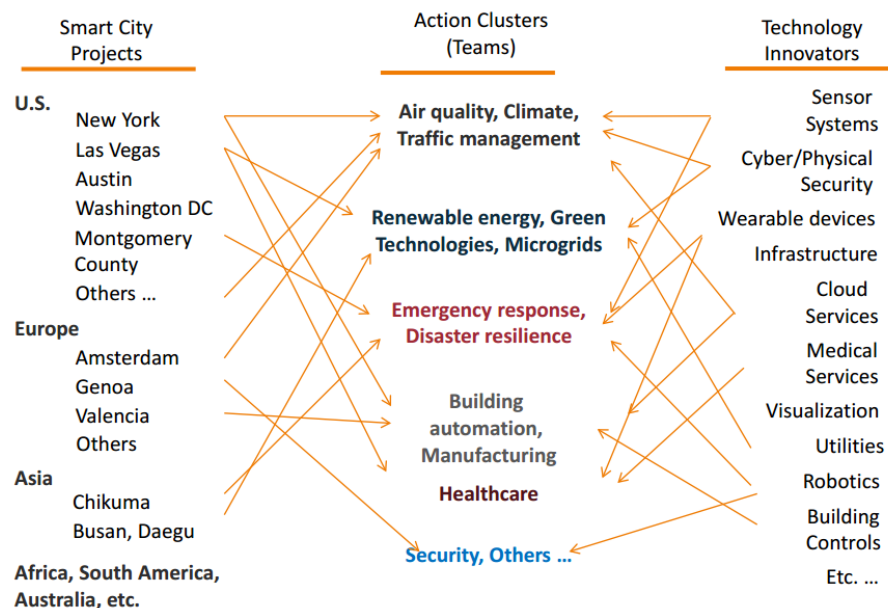 Smart City
Projects
Action Clusters
(Teams)
Technology
Innovators
U.S.
New York
Las Vegas
Austin
Washington DC
Montgomery
County
Others …
Europe
Amsterdam
Genoa
Valencia
Others
Asia
Chikuma
Busan, Daegu
Africa, South America,
Australia, etc.
Air quality, Climate,
Traffic management
Renewable energy, Green
Technologies, Microgrids
Emergency response,
Disaster resilience
Building
automation,
Manufacturing
Healthcare
Security, Others …
Sensor
Systems
Cyber/Physical
Security
Wearable devices
Infrastructure
Cloud
Services
Medical
Services
Visualization
Utilities
Robotics
Building
Controls
Etc. …